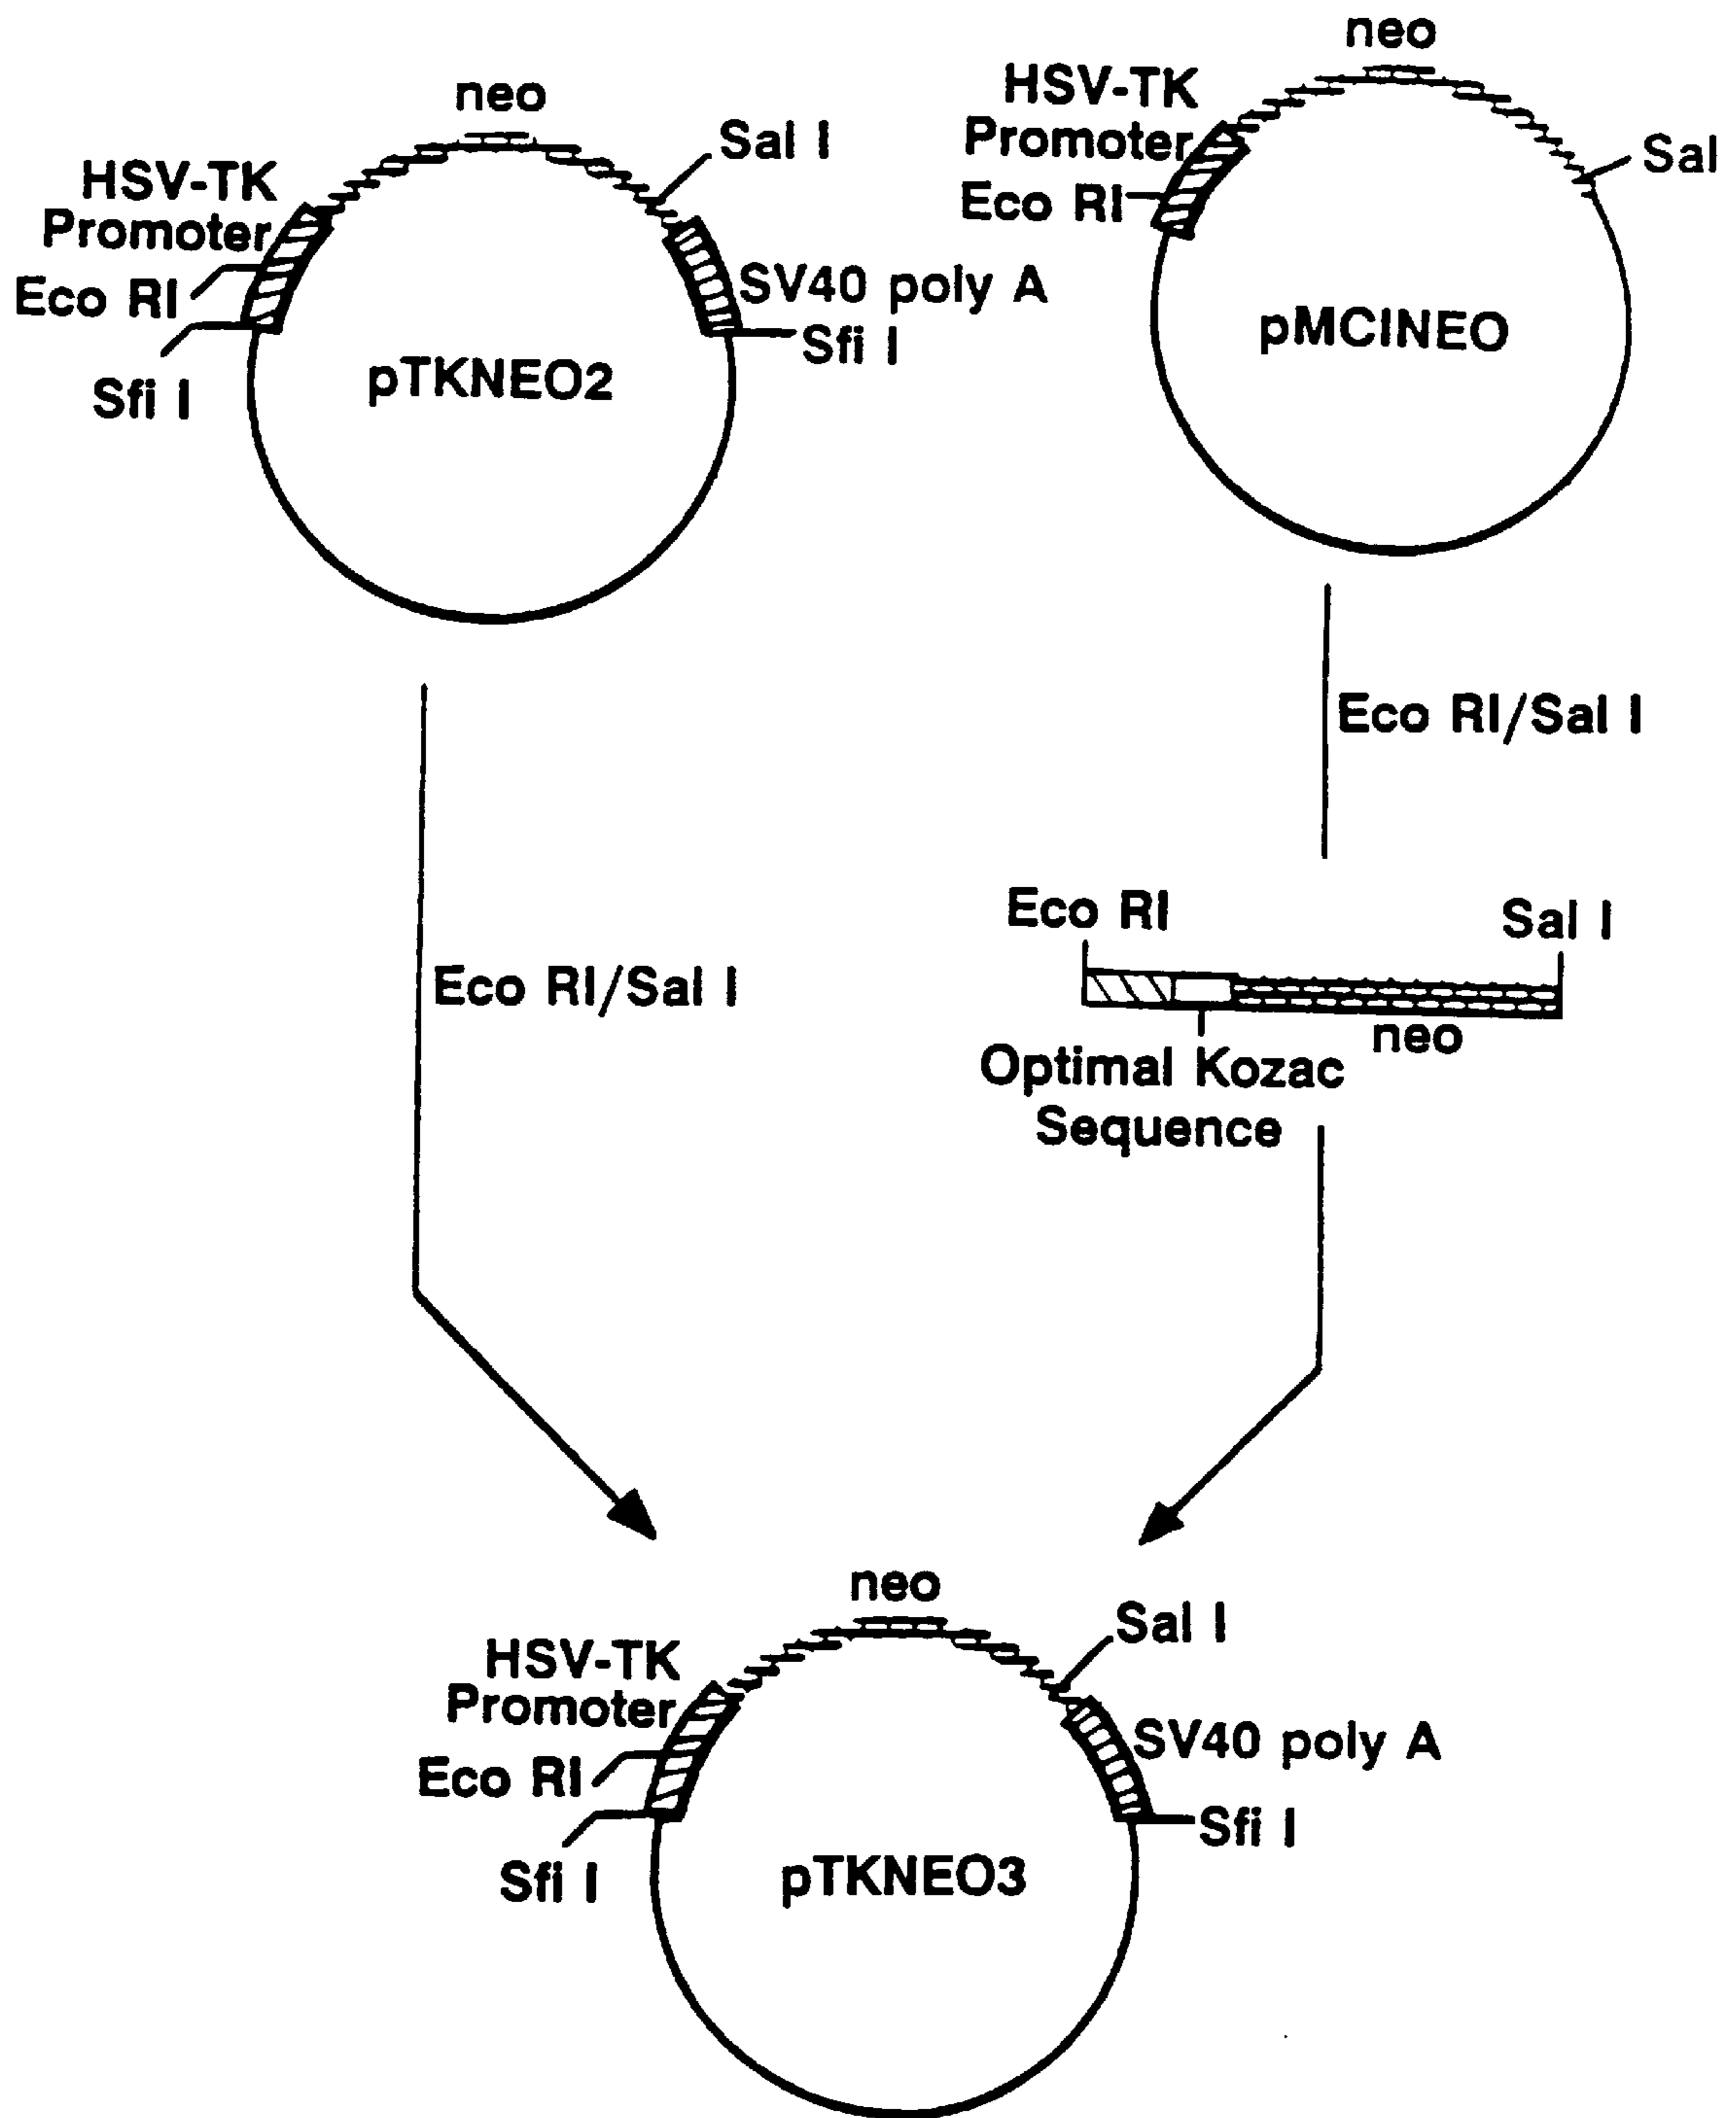 neo
HSV-TK
Promoter
Eco RI
Sfi I
Sal I
SV40 poly A
Sfi I
pTKNEO2
neo
HSV-TK
Promoter
Eco RI
Sal
pMCINEO
Eco RI/Sal I
Eco RI/Sal I
Eco RI
Sal I
neo
Optimal Kozac
Sequence
neo
HSV-TK
Promoter
Eco RI
Sfi I
Sal I
SV40 poly A
Sfi I
pTKNEO3